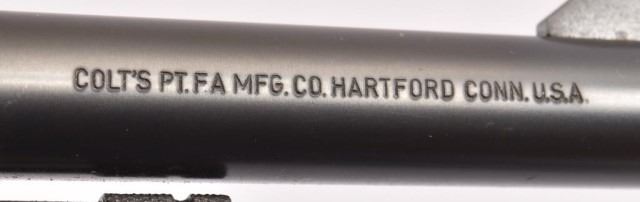 COLT'S PT. F.A MFG. CO. HARTFORD CONN. U.S.A.